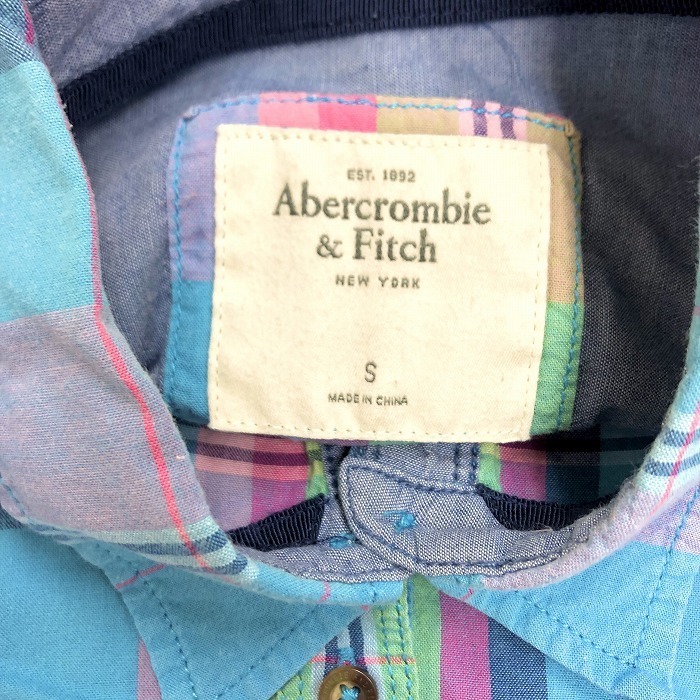 EST. 1892
Abercrombie
& Fitch
NEW YORK
S
MADE IN CHINA